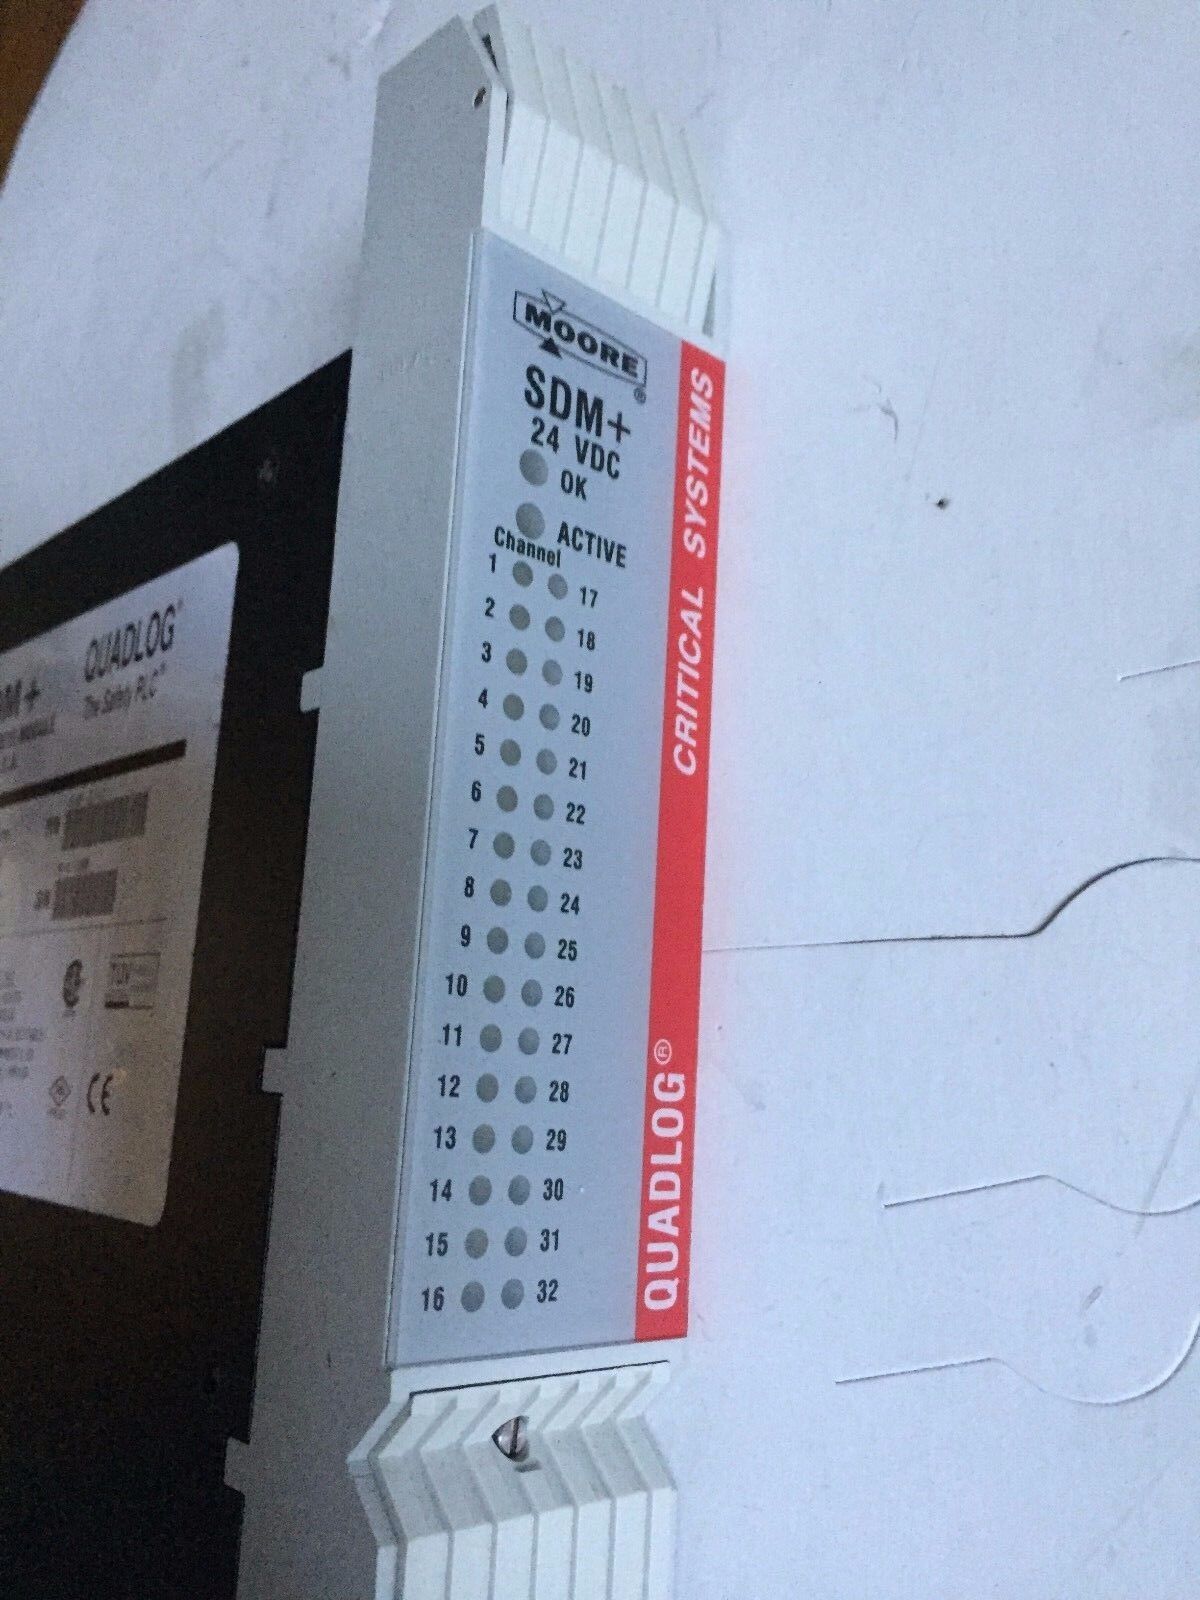 MOORE®
SDM+
24 VDC
OK
ACTIVE
Channel
1 17
2 18
3 19
4 20
5 21
6 22
7 23
8 24
9 25
10 26
11 27
12 28
13 29
14 30
15 31
16 32
QUADLOG® CRITICAL SYSTEMS
QUADLOG
The Safety PLC
M+
MODULE
TÜV
CE